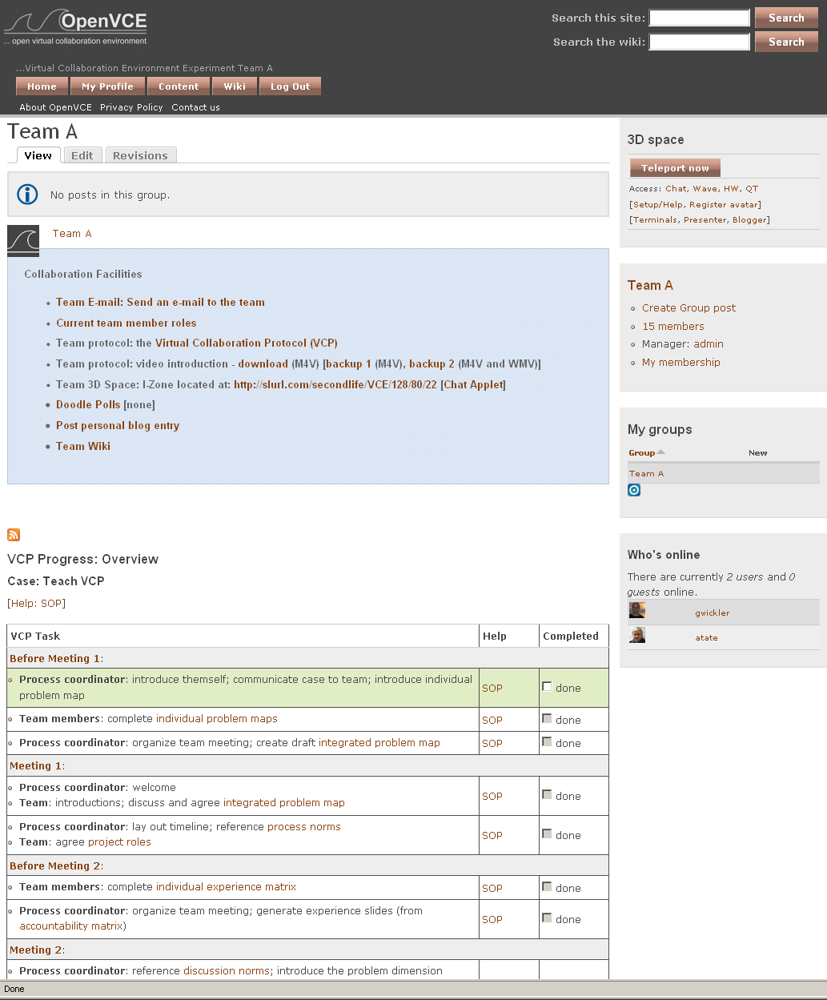 OpenVCE
... open virtual collaboration environment
Search this site: Search
Search the wiki: Search
...Virtual Collaboration Environment Experiment Team A
Home My Profile Content Wiki Log Out
About OpenVCE Privacy Policy Contact us
Team A
View Edit Revisions
No posts in this group.
Team A
Collaboration Facilities
Team E-mail: Send an e-mail to the team
Current team member roles
Team protocol: the Virtual Collaboration Protocol (VCP)
Team protocol: video introduction - download (M4V) [backup 1 (M4V), backup 2 (M4V and WMV)]
Team 3D Space: I-Zone located at: http://slurl.com/secondlife/VCE/128/80/22 [Chat Applet]
Doodle Polls [none]
Post personal blog entry
Team Wiki
VCP Progress: Overview
Case: Teach VCP
[Help: SOP]
VCP Task Help Completed
Before Meeting 1:
Process coordinator: introduce themself; communicate case to team; introduce individual
problem map SOP done
Team members: complete individual problem maps SOP done
Process coordinator: organize team meeting; create draft integrated problem map SOP done
Meeting 1:
Process coordinator: welcome
Team: introductions; discuss and agree integrated problem map SOP done
Process coordinator: lay out timeline; reference process norms
Team: agree project roles SOP done
Before Meeting 2:
Team members: complete individual experience matrix SOP done
Process coordinator: organize team meeting; generate experience slides (from
accountability matrix) SOP done
Meeting 2:
Process coordinator: reference discussion norms; introduce the problem dimension
3D space
Teleport now
Access: Chat, Wave, HW, QT
[Setup/Help, Register avatar]
[Terminals, Presenter, Blogger]
Team A
Create Group post
15 members
Manager: admin
My membership
My groups
Group New
Team A
Who's online
There are currently 2 users and 0
guests online.
gwickler
atate
Done